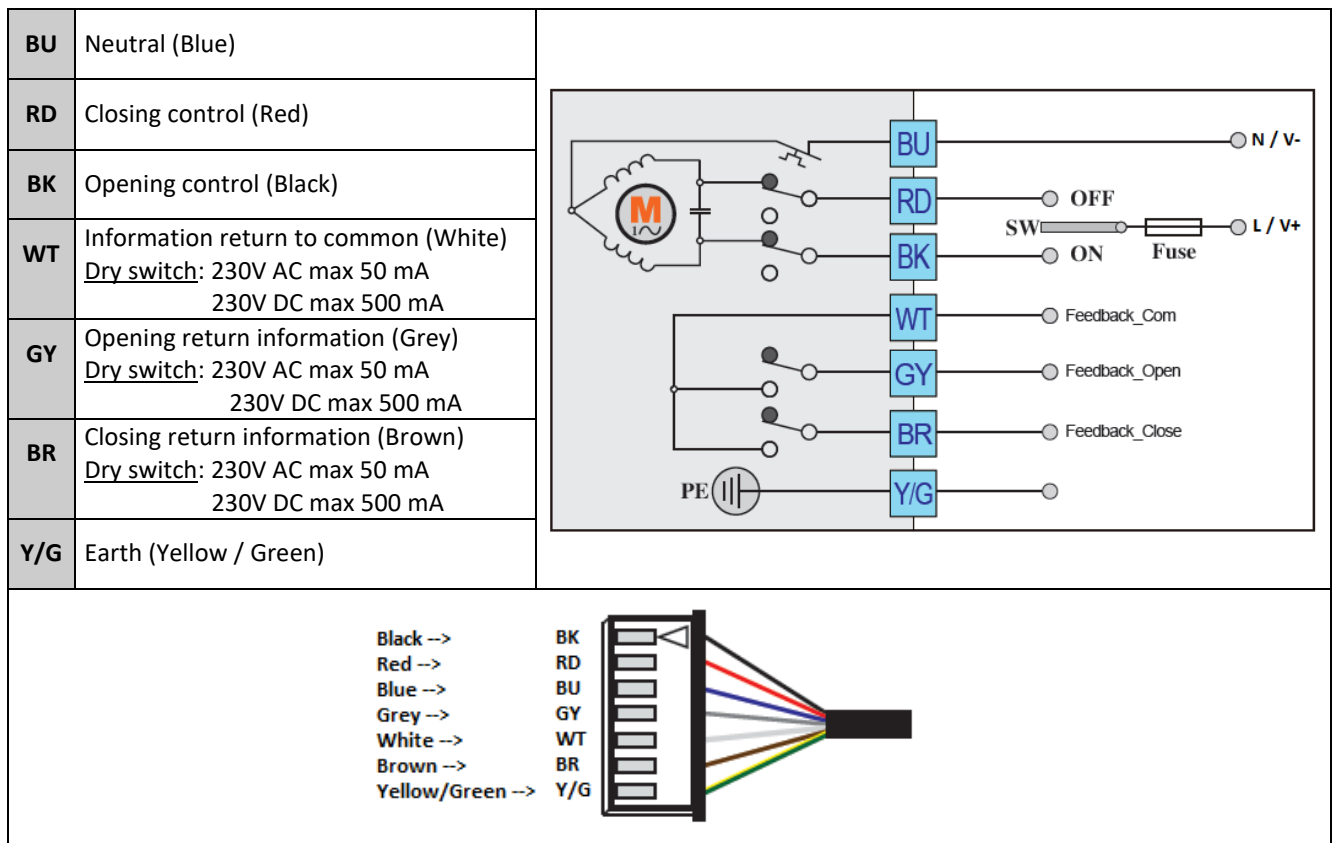 BU Neutral (Blue)
RD Closing control (Red)
BK Opening control (Black)
WT Information return to common (White)
Dry switch: 230V AC max 50 mA
230V DC max 500 mA
GY Opening return information (Grey)
Dry switch: 230V AC max 50 mA
230V DC max 500 mA
BR Closing return information (Brown)
Dry switch: 230V AC max 50 mA
230V DC max 500 mA
Y/G Earth (Yellow / Green)
BU N / V-
M
1
RD OFF
SW Fuse L / V+
BK ON
WT Feedback_Com
GY Feedback_Open
BR Feedback_Close
PE Y/G
Black --> BK
Red --> RD
Blue --> BU
Grey --> GY
White --> WT
Brown --> BR
Yellow/Green --> Y/G